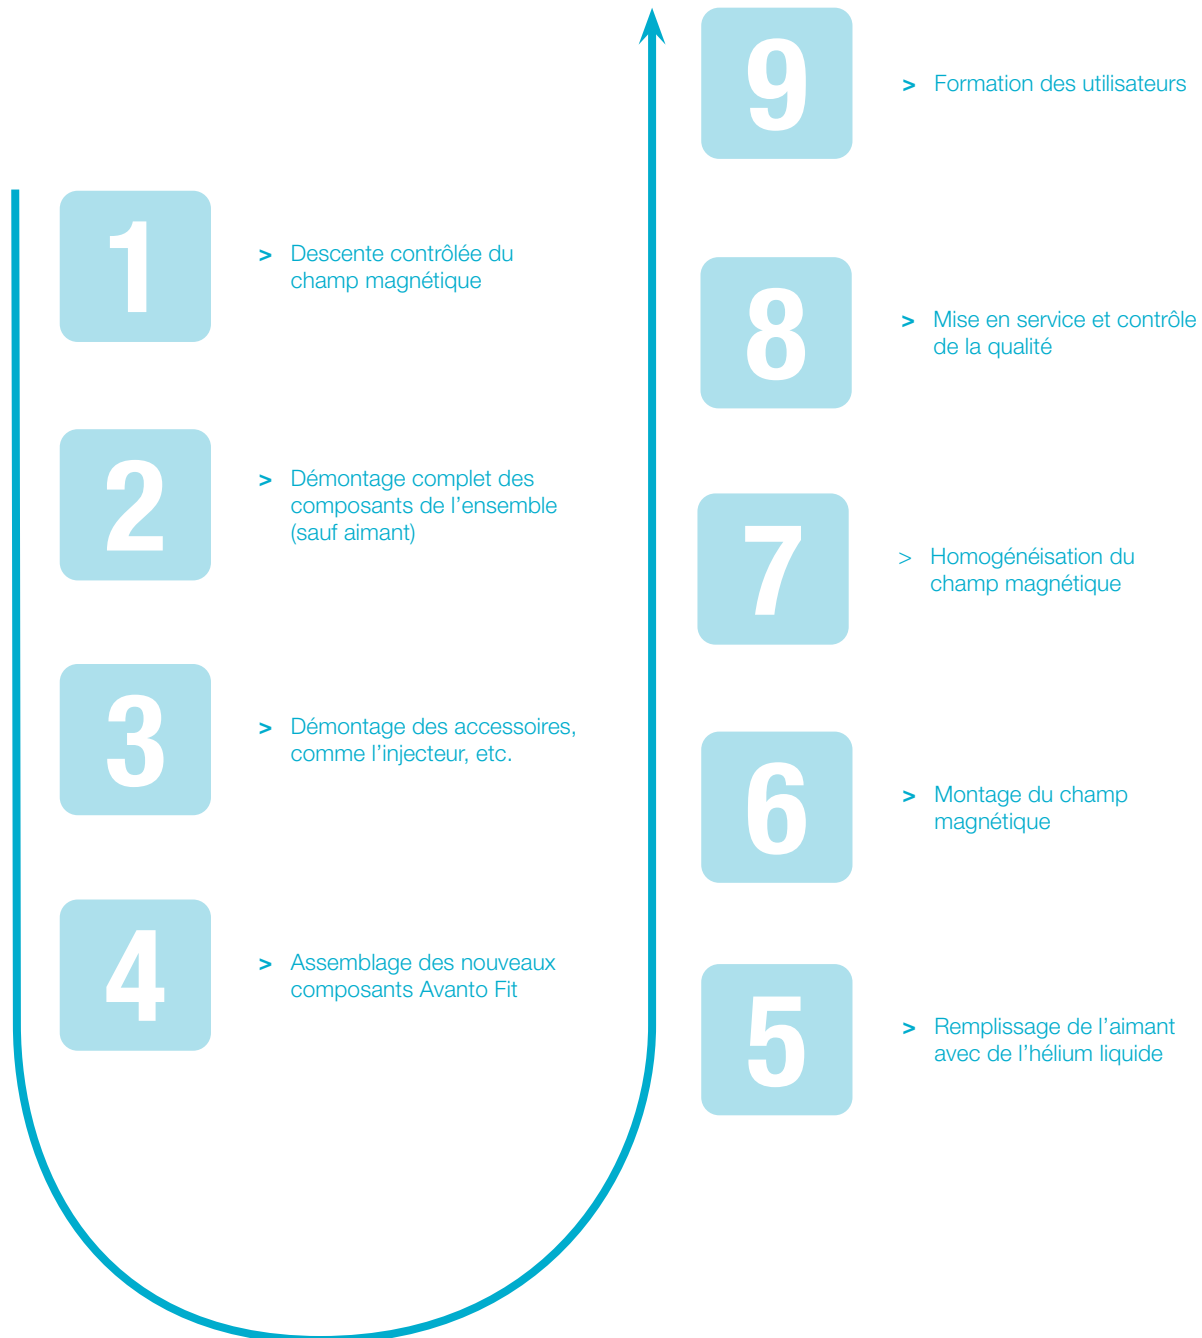 1
> Descente contrôlée du
champ magnétique
2
> Démontage complet des
composants de l’ensemble
(sauf aimant)
3
> Démontage des accessoires,
comme l’injecteur, etc.
4
> Assemblage des nouveaux
composants Avanto Fit
5
> Remplissage de l’aimant
avec de l’hélium liquide
6
> Montage du champ
magnétique
7
> Homogénéisation du
champ magnétique
8
> Mise en service et contrôle
de la qualité
9
> Formation des utilisateurs